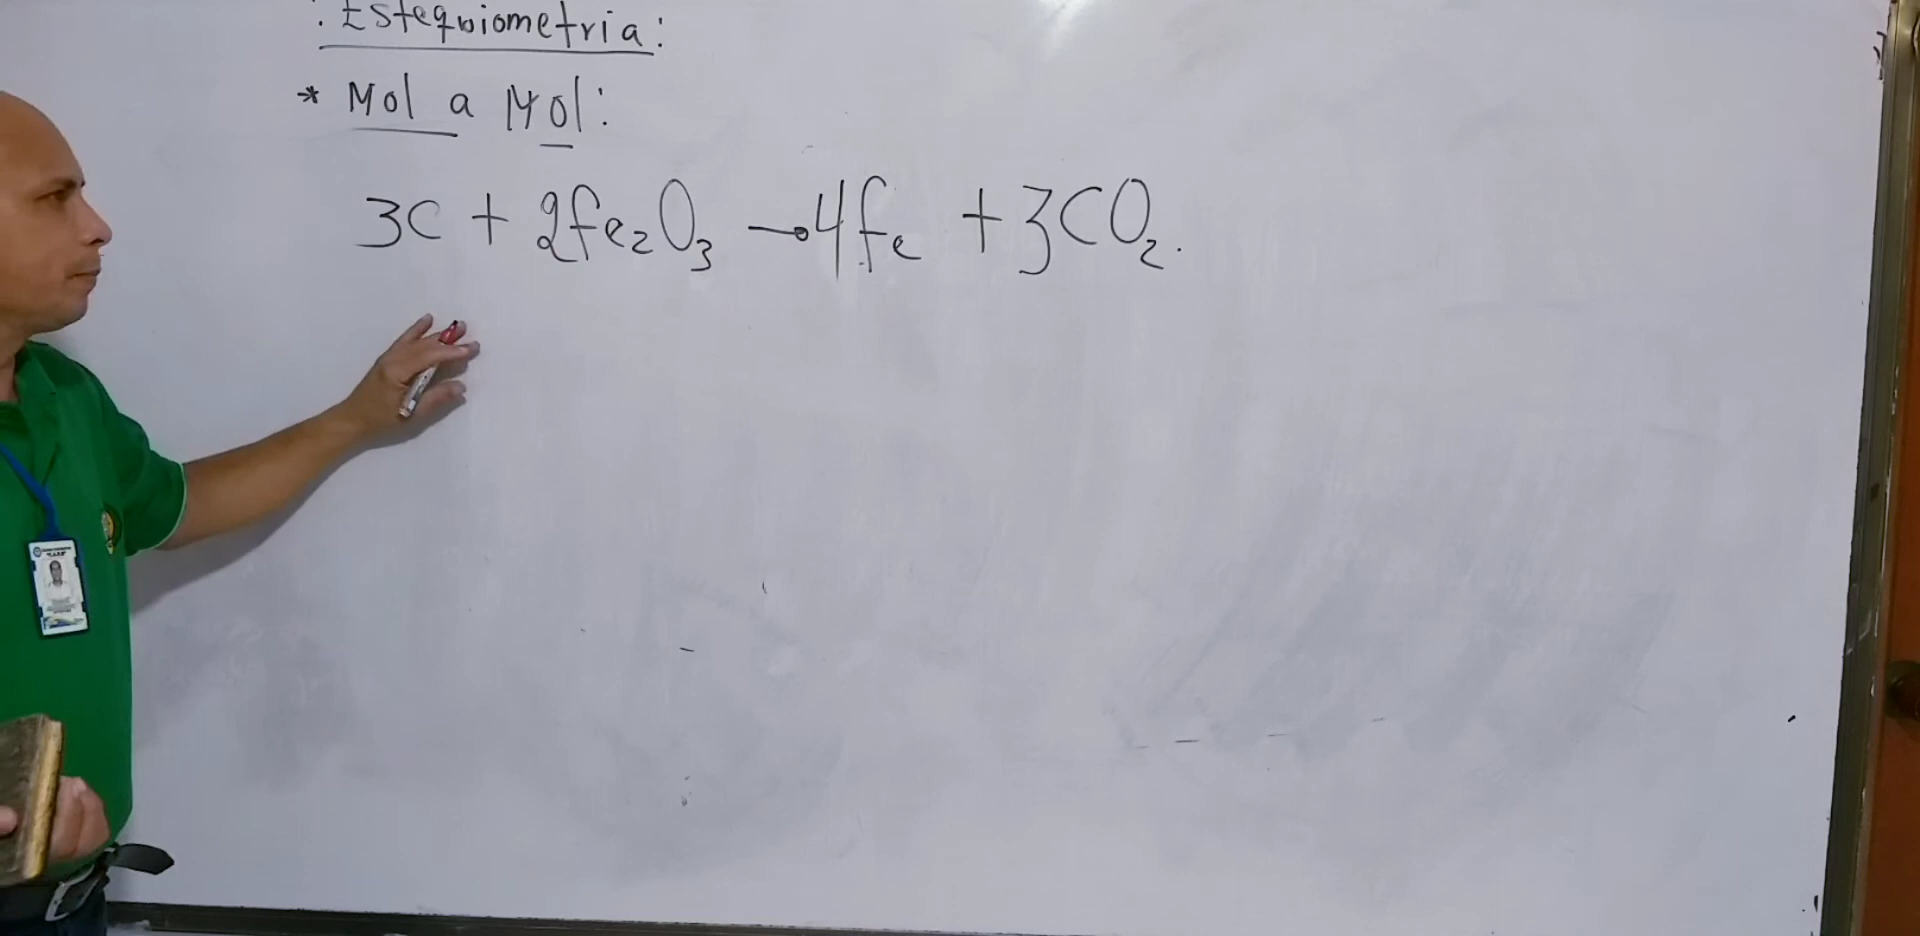 : Estequiometria:
* Mol a Mol:
3C + 2fe₂O₃ → 4fe + 3CO₂.